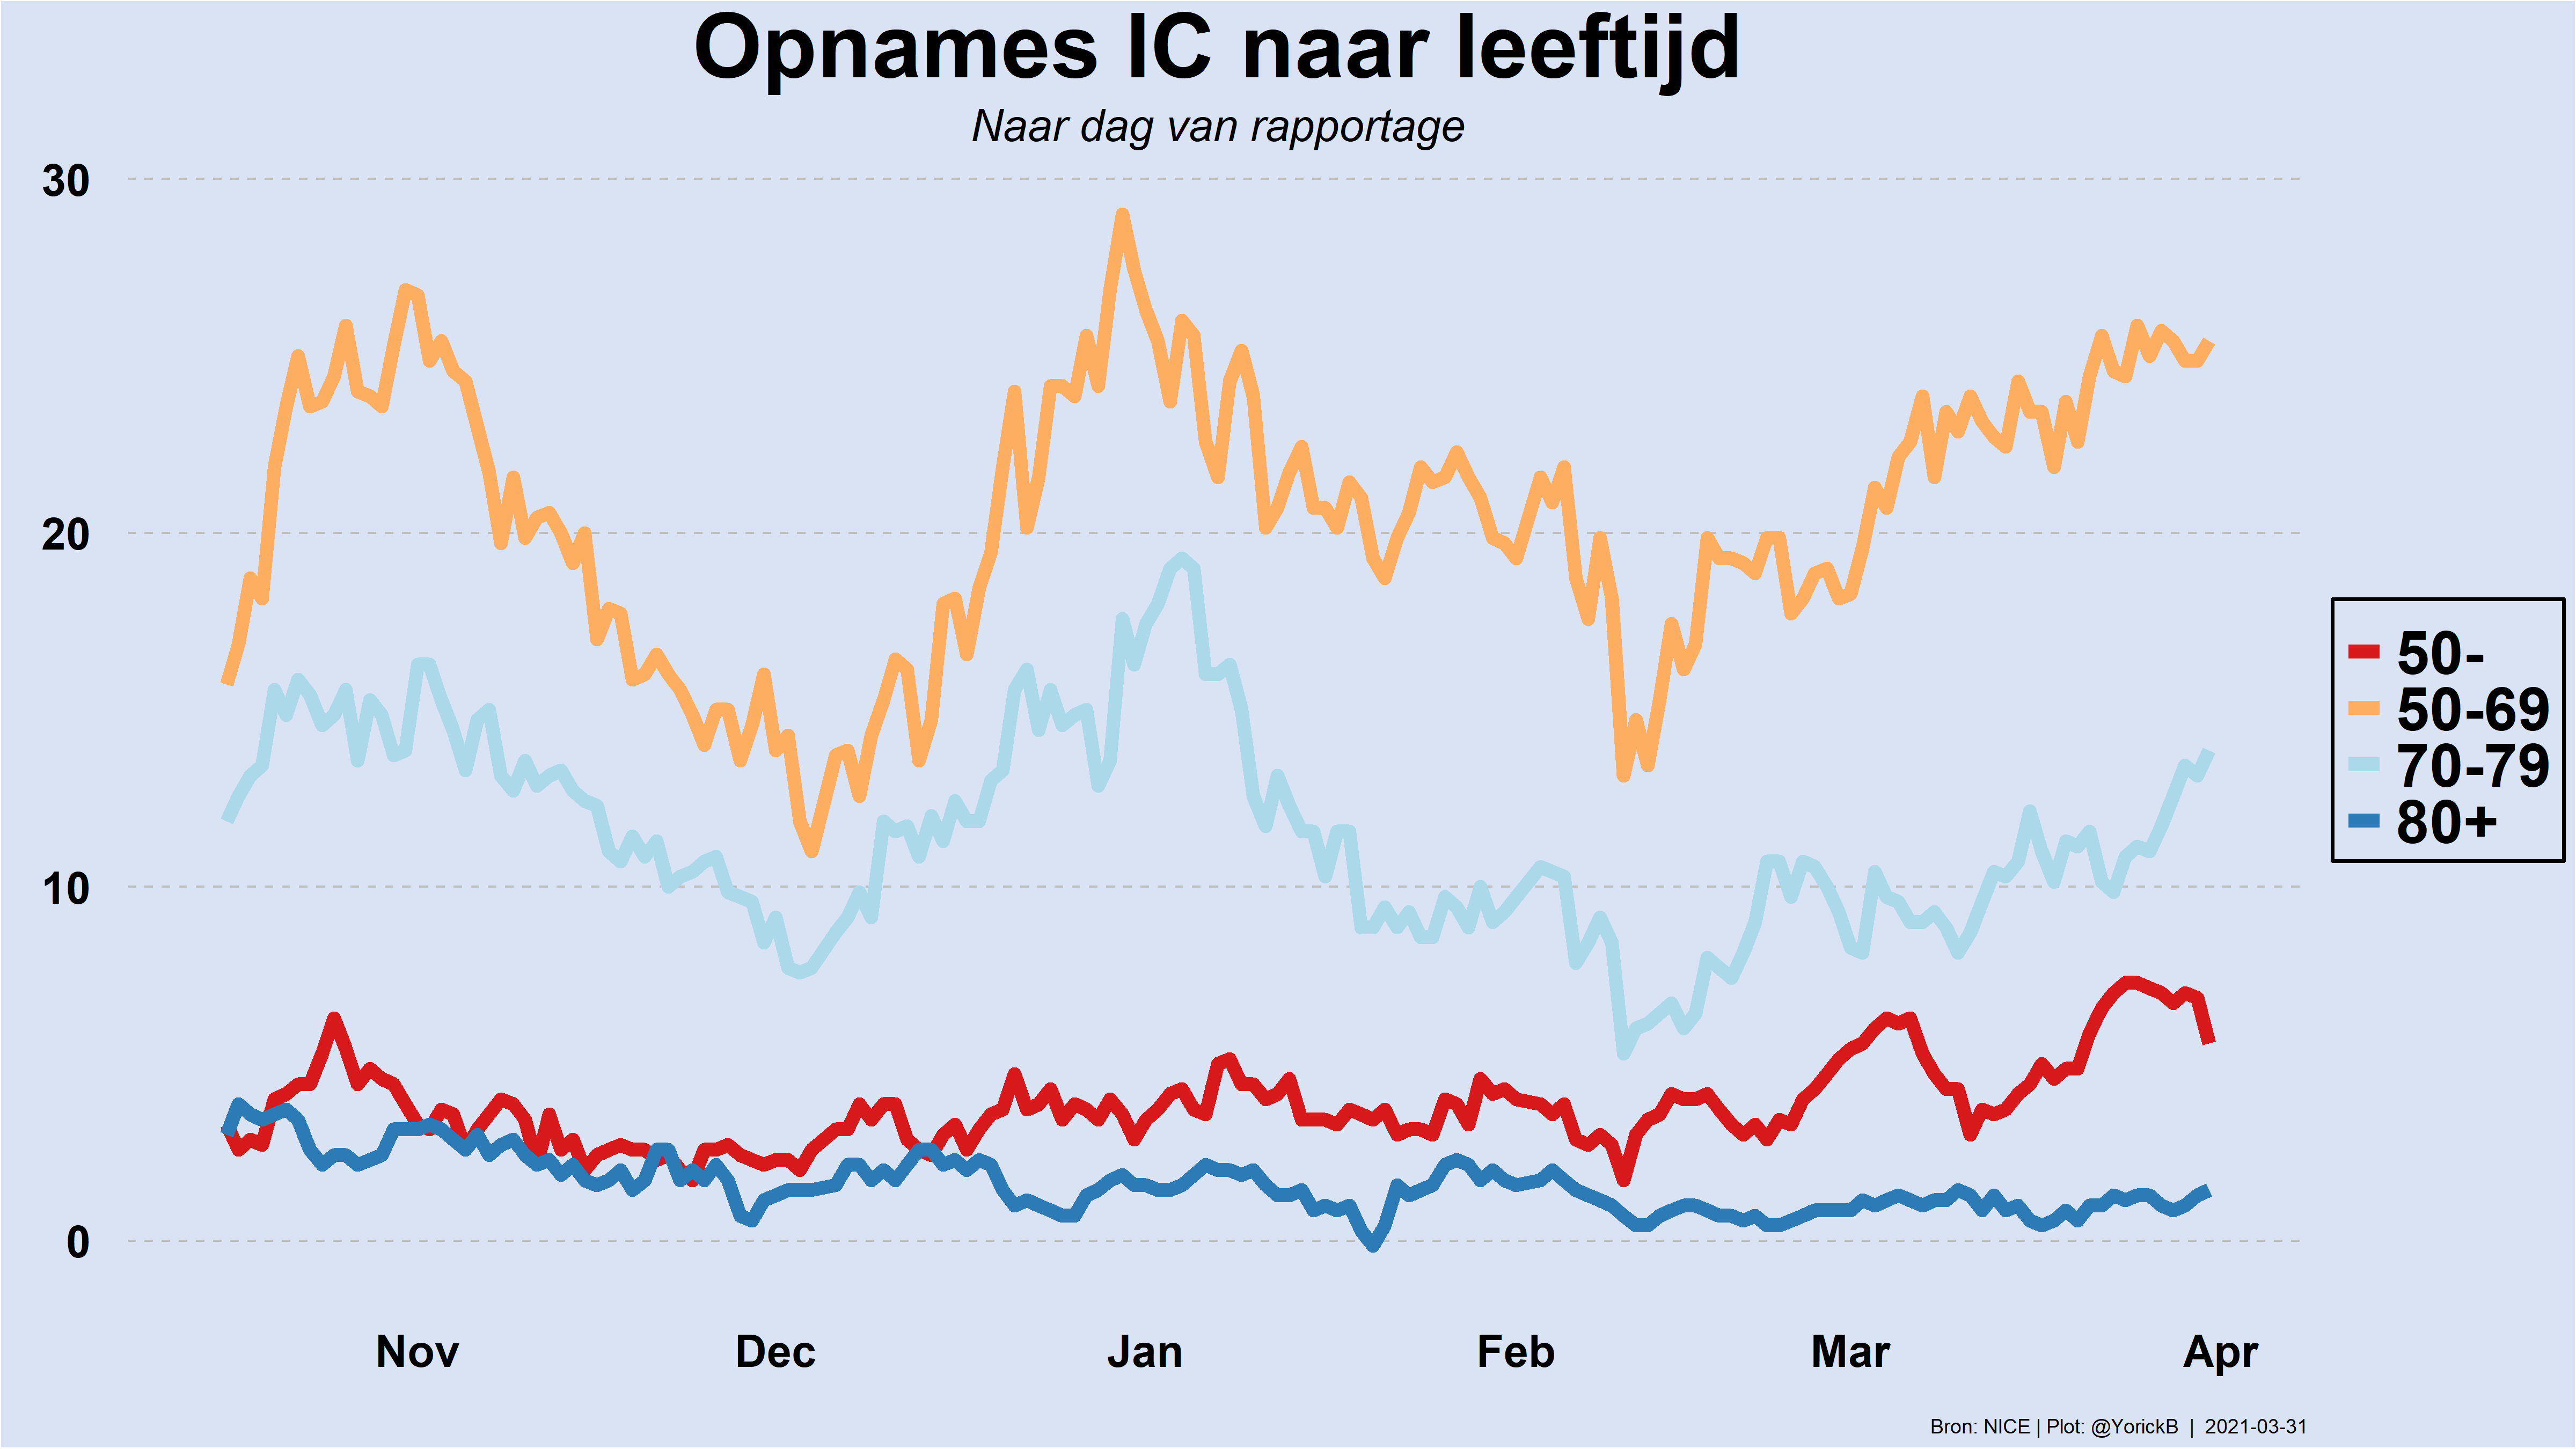 Opnames IC naar leeftijd
Naar dag van rapportage
30
20
10
0
50-
50-69
70-79
80+
Nov Dec Jan Feb Mar Apr
Bron: NICE | Plot: @YorickB | 2021-03-31